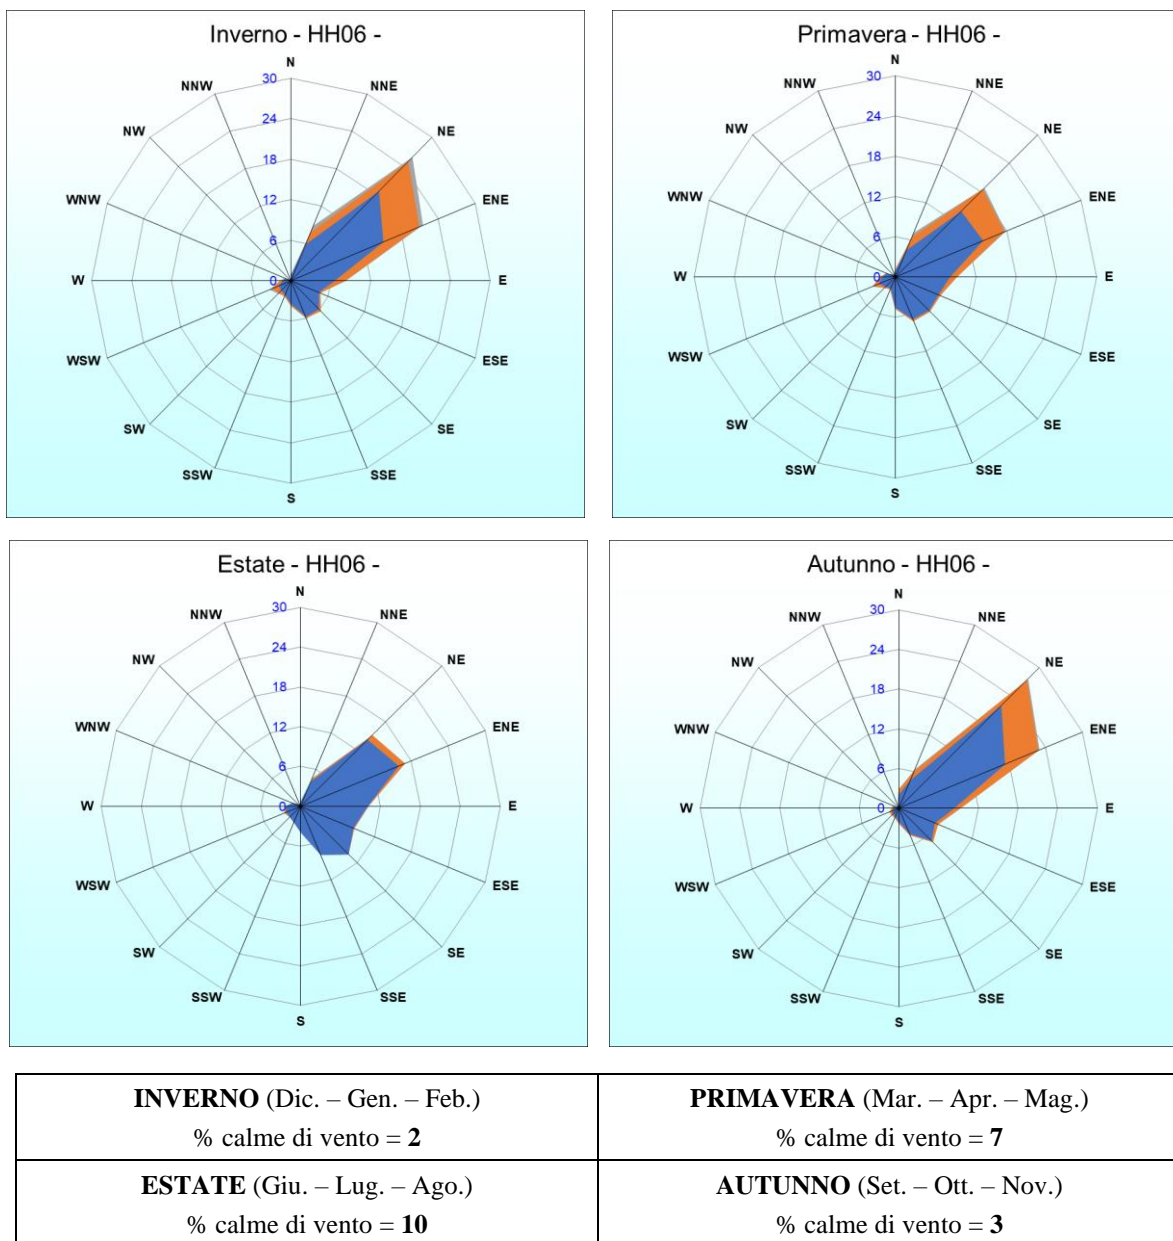 Inverno - HH06 -
N
NNE
NE
ENE
E
ESE
SE
SSE
S
SSW
SW
WSW
W
WNW
NW
NNW
30
24
18
12
6
0
Primavera - HH06 -
N
NNE
NE
ENE
E
ESE
SE
SSE
S
SSW
SW
WSW
W
WNW
NW
NNW
30
24
18
12
6
0
Estate - HH06 -
N
NNE
NE
ENE
E
ESE
SE
SSE
S
SSW
SW
WSW
W
WNW
NW
NNW
30
24
18
12
6
0
Autunno - HH06 -
N
NNE
NE
ENE
E
ESE
SE
SSE
S
SSW
SW
WSW
W
WNW
NW
NNW
30
24
18
12
6
0
INVERNO (Dic. – Gen. – Feb.)
% calme di vento = 2
PRIMAVERA (Mar. – Apr. – Mag.)
% calme di vento = 7
ESTATE (Giu. – Lug. – Ago.)
% calme di vento = 10
AUTUNNO (Set. – Ott. – Nov.)
% calme di vento = 3